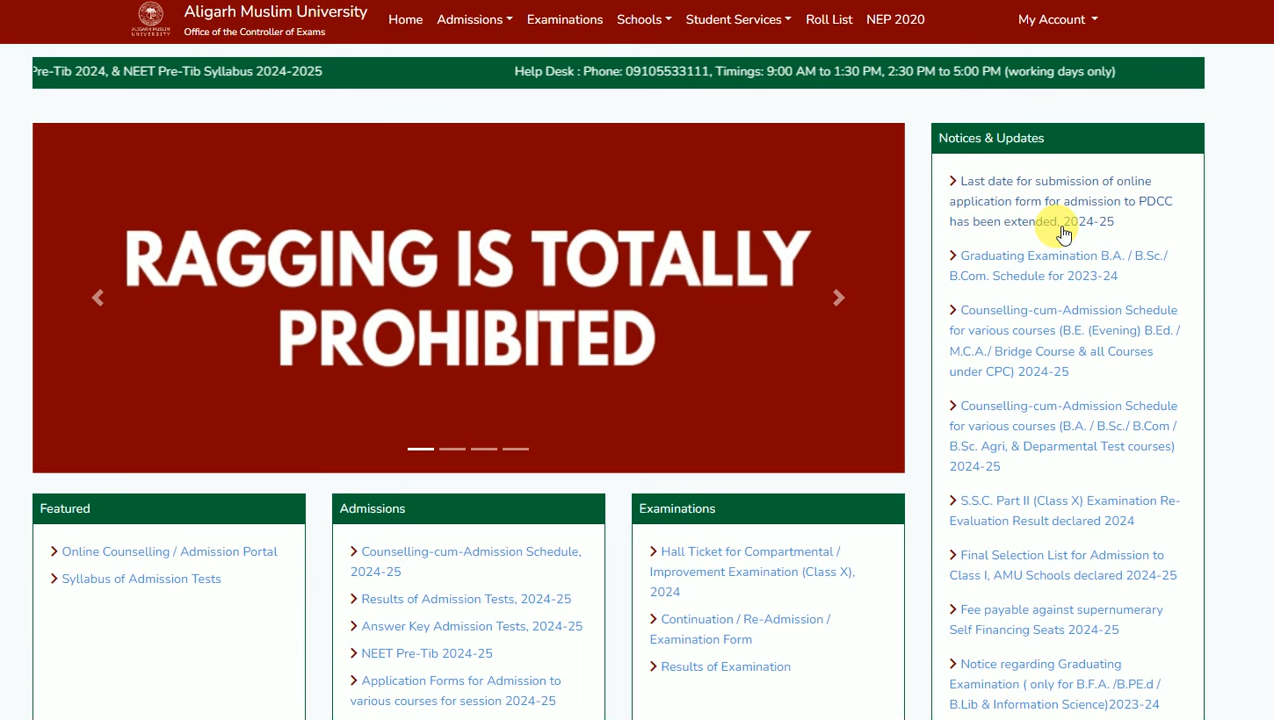 Aligarh Muslim University
Office of the Controller of Exams
ALIGARH MUSLIM
UNIVERSITY
Home Admissions Examinations Schools Student Services Roll List NEP 2020 My Account
Pre-Tib 2024, & NEET Pre-Tib Syllabus 2024-2025 Help Desk : Phone: 09105533111, Timings: 9:00 AM to 1:30 PM, 2:30 PM to 5:00 PM (working days only)
RAGGING IS TOTALLY
PROHIBITED
Notices & Updates
Last date for submission of online
application form for admission to PDCC
has been extended, 2024-25
Graduating Examination B.A. / B.Sc./
B.Com. Schedule for 2023-24
Counselling-cum-Admission Schedule
for various courses (B.E. (Evening) B.Ed. /
M.C.A./ Bridge Course & all Courses
under CPC) 2024-25
Counselling-cum-Admission Schedule
for various courses (B.A. / B.Sc./ B.Com /
B.Sc. Agri, & Deparmental Test courses)
2024-25
S.S.C. Part II (Class X) Examination Re-
Evaluation Result declared 2024
Final Selection List for Admission to
Class I, AMU Schools declared 2024-25
Fee payable against supernumerary
Self Financing Seats 2024-25
Notice regarding Graduating
Examination ( only for B.F.A. /B.PE.d /
B.Lib & Information Science)2023-24
Featured
Online Counselling / Admission Portal
Syllabus of Admission Tests
Admissions
Counselling-cum-Admission Schedule,
2024-25
Results of Admission Tests, 2024-25
Answer Key Admission Tests, 2024-25
NEET Pre-Tib 2024-25
Application Forms for Admission to
various courses for session 2024-25
Examinations
Hall Ticket for Compartmental /
Improvement Examination (Class X),
2024
Continuation / Re-Admission /
Examination Form
Results of Examination